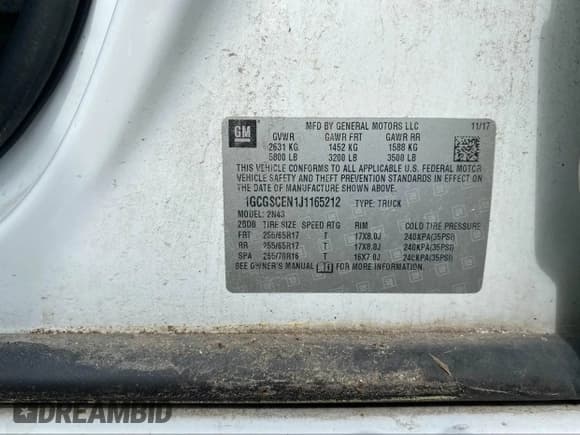 GM
MFD BY GENERAL MOTORS LLC 11/17
GVWR GAWR FRT GAWR RR
2631 KG 1452 KG 1588 KG
5800 LB 3200 LB 3500 LB
THIS VEHICLE CONFORMS TO ALL APPLICABLE U.S. FEDERAL MOTOR
VEHICLE SAFETY AND THEFT PREVENTION STANDARDS IN EFFECT ON
THE DATE OF MANUFACTURE SHOWN ABOVE.
1GCGSCEN1J1165212 TYPE: TRUCK
MODEL: 2N43
TIRE SIZE SPEED RTG RIM COLD TIRE PRESSURE
FRT 255/65R17 T 17X8.0J 240KPA(35PSI)
RR 255/65R17 T 17X8.0J 240KPA(35PSI)
SPA 265/70R16 T 16X7.0J 240KPA(35PSI)
SEE OWNER'S MANUAL FOR MORE INFORMATION.
DREAMBID